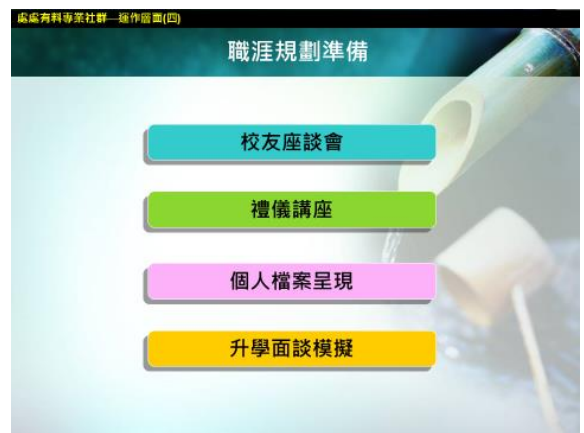 處處有料專業社群—運作層面(四)
職涯規劃準備
校友座談會
禮儀講座
個人檔案呈現
升學面談模擬